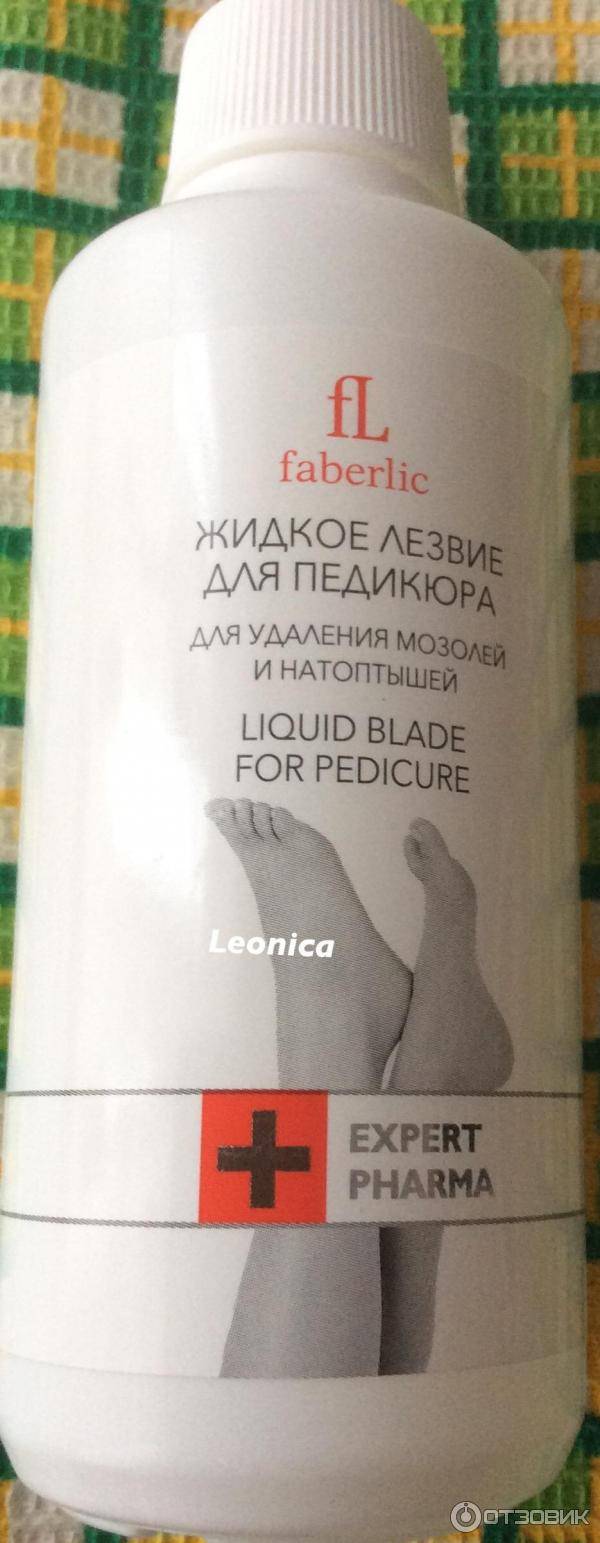 fL
faberlic
ЖИДКОЕ ЛЕЗВИЕ
ДЛЯ ПЕДИКЮРА
ДЛЯ УДАЛЕНИЯ МОЗОЛЕЙ
И НАТОПТЫШЕЙ
LIQUID BLADE
FOR PEDICURE
Leonica
EXPERT
PHARMA
ОТЗОВИК